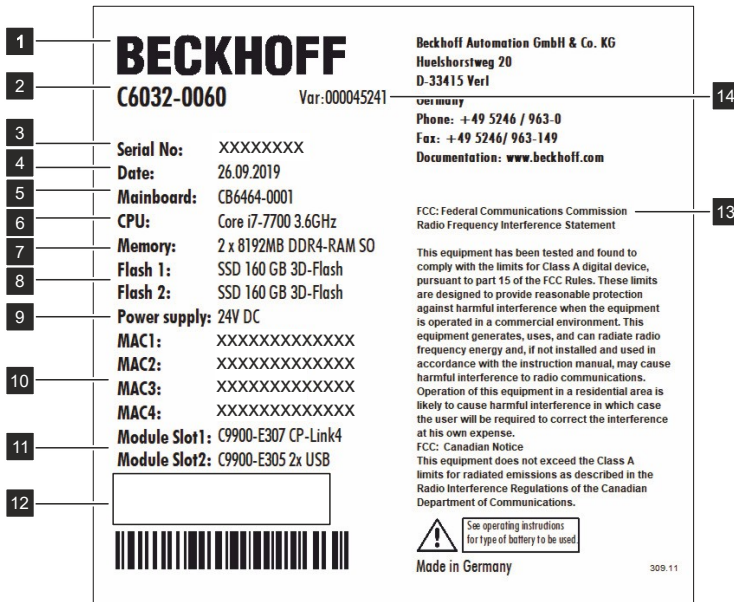 1
BECKHOFF
2
C6032-0060
Var:000045241
3
Serial No: XXXXXXXX
4
Date: 26.09.2019
5
Mainboard: CB6464-0001
6
CPU: Core i7-7700 3.6GHz
7
Memory: 2 x 8192MB DDR4-RAM SO
8
Flash 1: SSD 160 GB 3D-Flash
Flash 2: SSD 160 GB 3D-Flash
9
Power supply: 24V DC
10
MAC1: XXXXXXXXXXXXX
MAC2: XXXXXXXXXXXXX
MAC3: XXXXXXXXXXXXX
MAC4: XXXXXXXXXXXXX
11
Module Slot1: C9900-E307 CP-Link4
Module Slot2: C9900-E305 2x USB
12
Beckhoff Automation GmbH & Co. KG
Huelshorstweg 20
D-33415 Verl
Germany
14
Phone: +49 5246 / 963-0
Fax: +49 5246/ 963-149
Documentation: www.beckhoff.com
FCC: Federal Communications Commission
13
Radio Frequency Interference Statement
This equipment has been tested and found to
comply with the limits for Class A digital device,
pursuant to part 15 of the FCC Rules. These limits
are designed to provide reasonable protection
against harmful interference when the equipment
is operated in a commercial environment. This
equipment generates, uses, and can radiate radio
frequency energy and, if not installed and used in
accordance with the instruction manual, may cause
harmful interference to radio communications.
Operation of this equipment in a residential area is
likely to cause harmful interference in which case
the user will be required to correct the interference
at his own expense.
FCC: Canadian Notice
This equipment does not exceed the Class A
limits for radiated emissions as described in the
Radio Interference Regulations of the Canadian
Department of Communications.
See operating instructions
for type of battery to be used.
Made in Germany
309.11